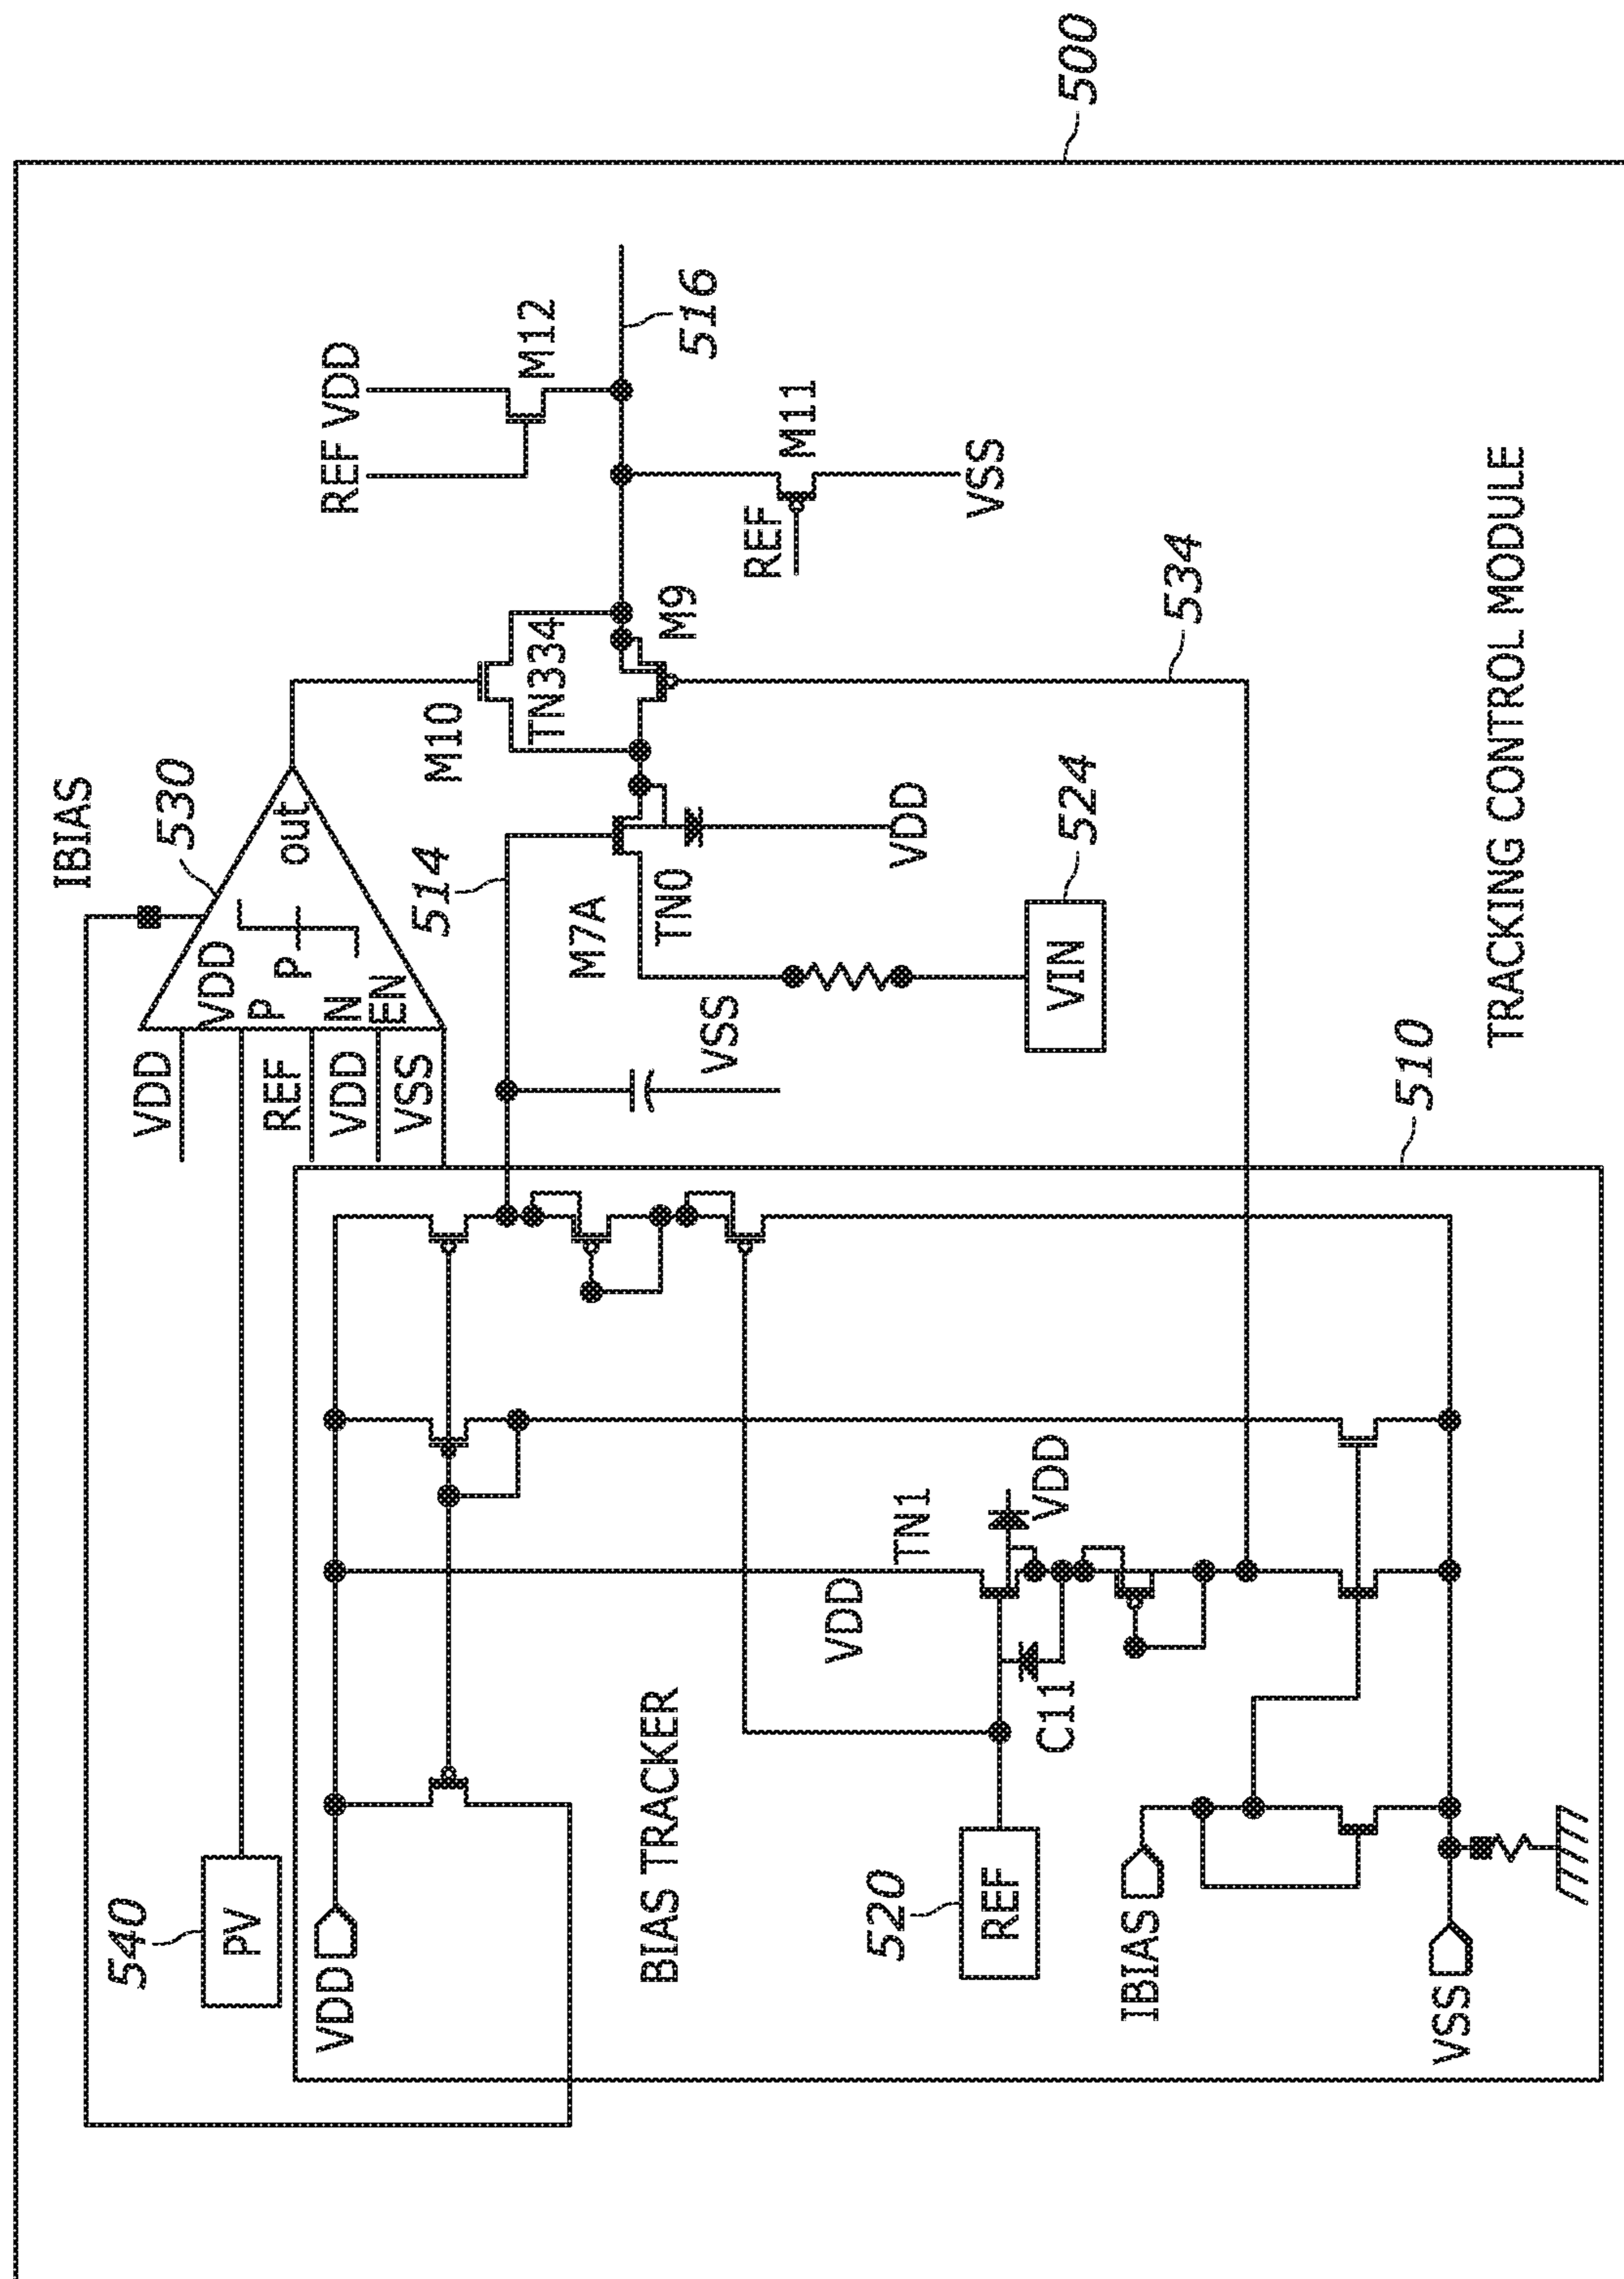 500
IBIAS
530
VDD
VDD
P
P
N
EN
out
REF
VDD
VSS
540
PV
VDD
REF
VDD
M12
516
M10
TN334
M9
REF
M11
VSS
514
M7A
TN0
VDD
VSS
524
VIN
534
BIAS TRACKER
VDD
TN1
VDD
C11
520
REF
IBIAS
VSS
510
TRACKING CONTROL MODULE